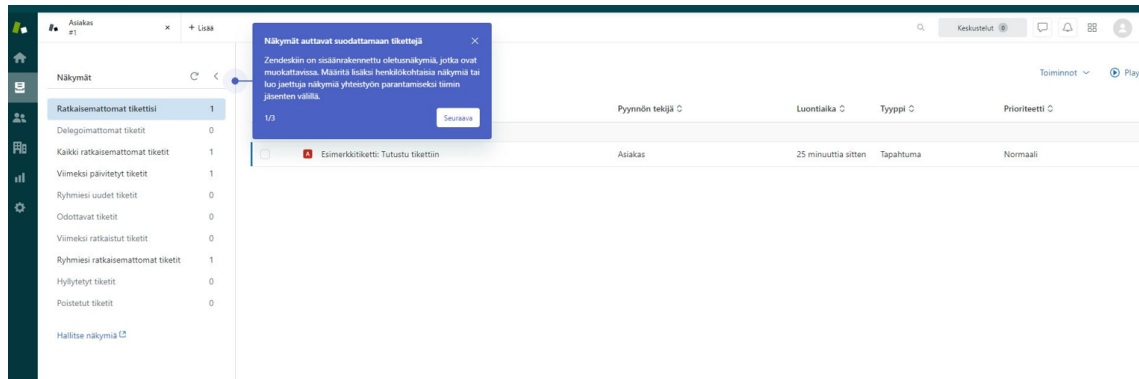 Asiakas
#1
× + Lisää
Keskustelut 0
Näkymät
Ratkaisemattomat tikettisi 1
Delegoimattomat tiketit 0
Kaikki ratkaisemattomat tiketit 1
Viimeksi päivitetyt tiketit 1
Ryhmiesi uudet tiketit 0
Odottavat tiketit 0
Viimeksi ratkaistut tiketit 0
Ryhmiesi ratkaisemattomat tiketit 1
Hyllytetyt tiketit 0
Poistetut tiketit 0
Hallitse näkymiä
Näkymät auttavat suodattamaan tikettejä
Zendeskiin on sisäänrakennettu oletusnäkymiä, jotka ovat
muokattavissa. Määritä lisäksi henkilökohtaisia näkymiä tai
luo jaettuja näkymiä yhteistyön parantamiseksi tiimin
jäsenten välillä.
1/3 Seuraava
Toiminnot Play
Pyynnön tekijä Luontiaika Tyyppi Prioriteetti
A Esimerkkitiketti: Tutustu tikettiin Asiakas 25 minuuttia sitten Tapahtuma Normaali